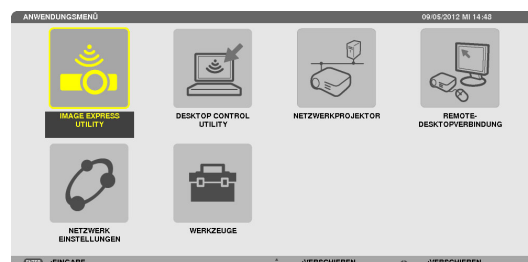 ANWENDUNGSMENÜ 09/05/2012 MI 14:48
IMAGE EXPRESS
UTILITY
DESKTOP CONTROL
UTILITY
NETZWERKPROJEKTOR
REMOTE-
DESKTOPVERBINDUNG
NETZWERK
EINSTELLUNGEN
WERKZEUGE
:EINGABE :VERSCHIEBEN :VERSCHIEBEN